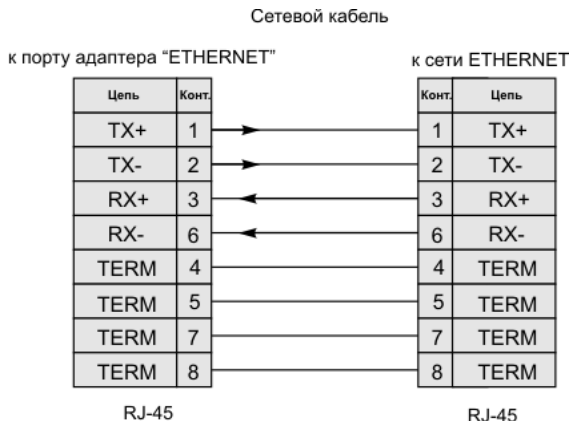 Сетевой кабель
к порту адаптера “ETHERNET” к сети ETHERNET
Цепь Конт. Конт. Цепь
TX+ 1 1 TX+
TX- 2 2 TX-
RX+ 3 3 RX+
RX- 6 6 RX-
TERM 4 4 TERM
TERM 5 5 TERM
TERM 7 7 TERM
TERM 8 8 TERM
RJ-45 RJ-45